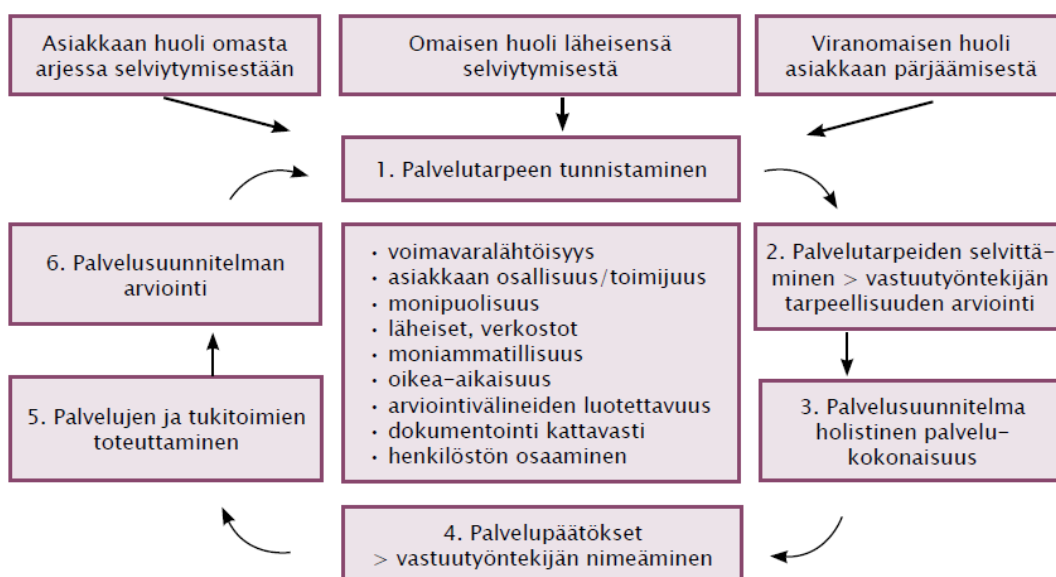 Asiakkaan huoli omasta
arjessa selviytymisestään
Omaisen huoli läheisensä
selviytymisestä
Viranomaisen huoli
asiakkaan pärjäämisestä
1. Palvelutarpeen tunnistaminen
2. Palvelutarpeiden selvittä-
minen > vastuutyöntekijän
tarpeellisuuden arviointi
3. Palvelusuunnitelma
holistinen palvelu-
kokonaisuus
4. Palvelupäätökset
> vastuutyöntekijän nimeäminen
5. Palvelujen ja tukitoimien
toteuttaminen
6. Palvelusuunnitelman
arviointi
· voimavaralähtöisyys
· asiakkaan osallisuus/toimijuus
· monipuolisuus
· läheiset, verkostot
· moniammatillisuus
· oikea-aikaisuus
· arviointivälineiden luotettavuus
· dokumentointi kattavasti
· henkilöstön osaaminen